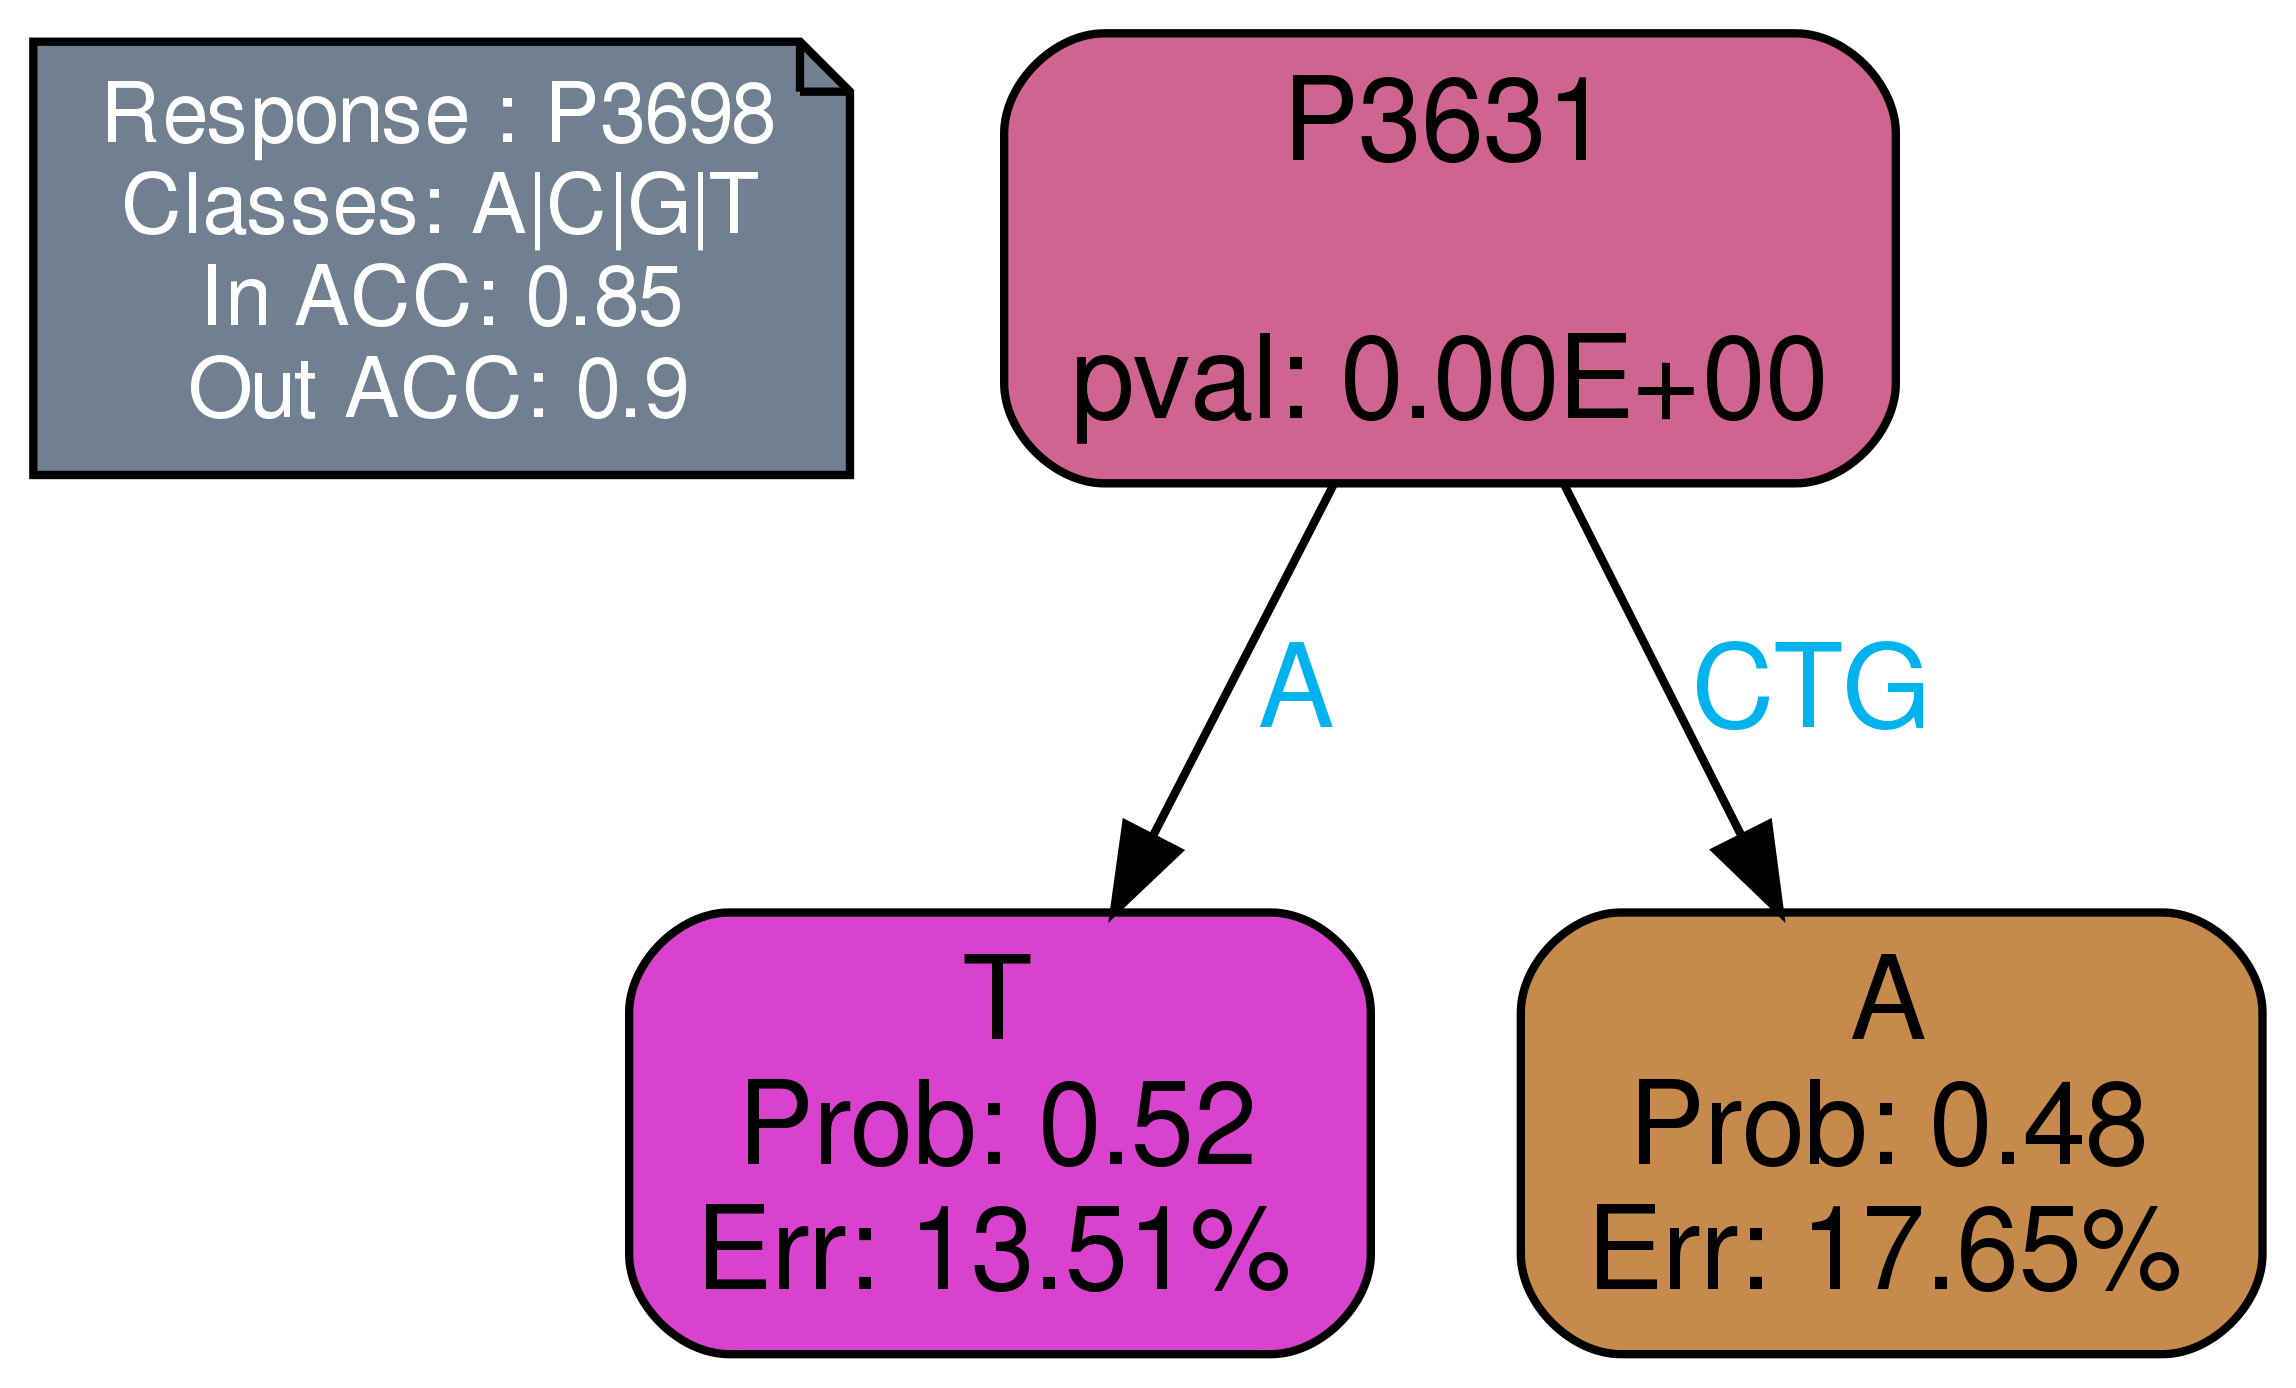 Response : P3698
Classes: A|C|G|T
In ACC: 0.85
Out ACC: 0.9
P3631
pval: 0.00E+00
A
CTG
T
Prob: 0.52
Err: 13.51%
A
Prob: 0.48
Err: 17.65%